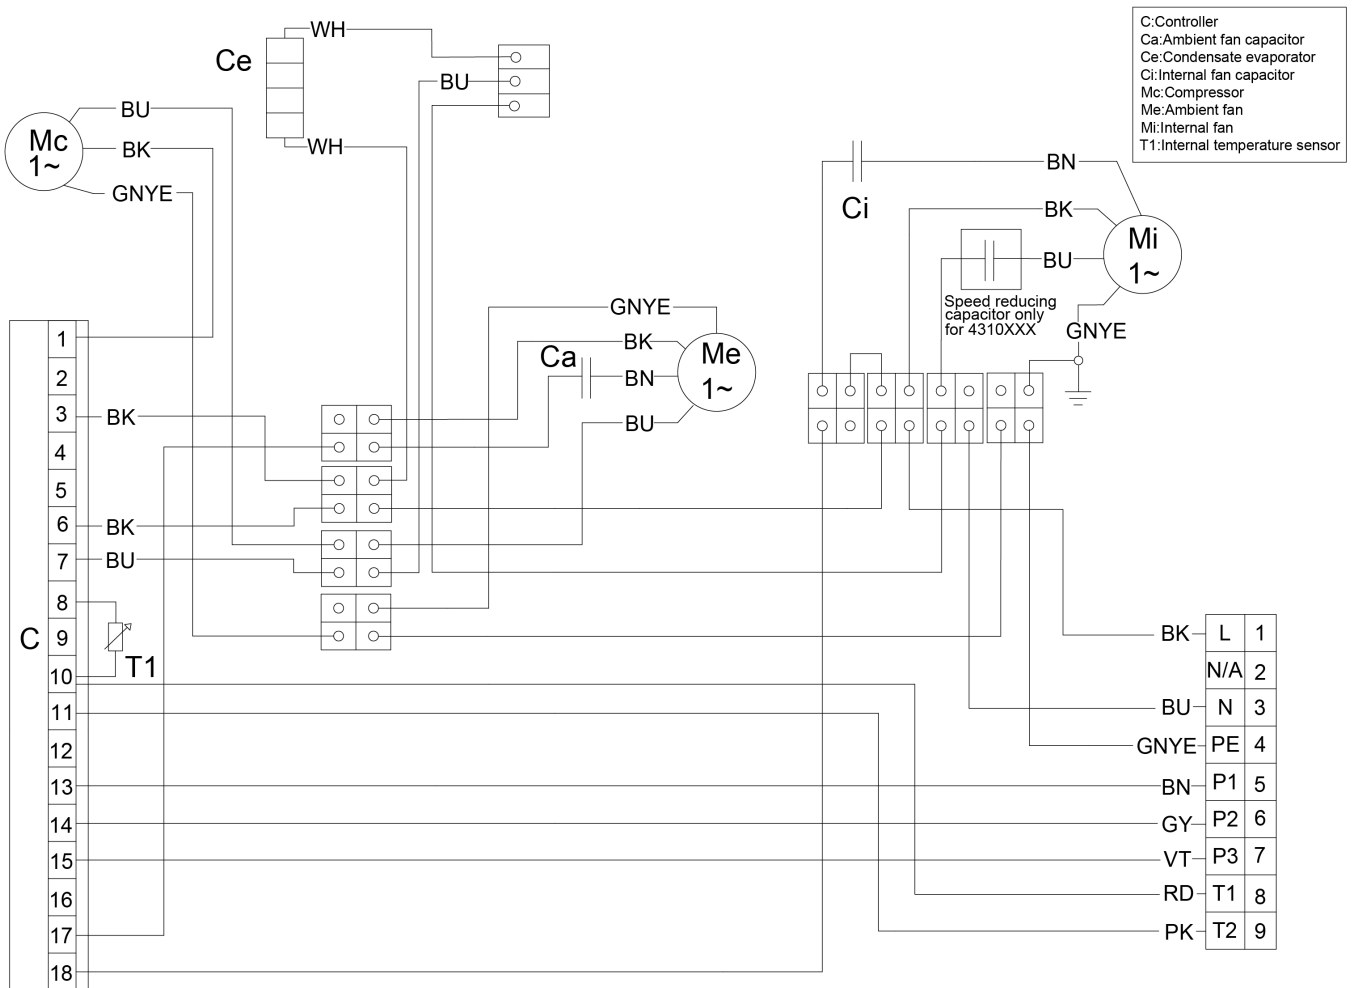 C:Controller
Ca:Ambient fan capacitor
Ce:Condensate evaporator
Ci:Internal fan capacitor
Mc:Compressor
Me:Ambient fan
Mi:Internal fan
T1:Internal temperature sensor
WH
Ce
BU
BU
Mc
1~
BK
WH
GNYE
BN
Ci
BK
Mi
1~
BU
Speed reducing
capacitor only
for 4310XXX
GNYE
GNYE
BK
Ca
Me
1~
BN
BU
1
2
3
BK
4
5
6
BK
7
BU
8
C
9
T1
10
11
12
13
14
15
16
17
18
BK L 1
N/A 2
BU N 3
GNYE PE 4
BN P1 5
GY P2 6
VT P3 7
RD T1 8
PK T2 9